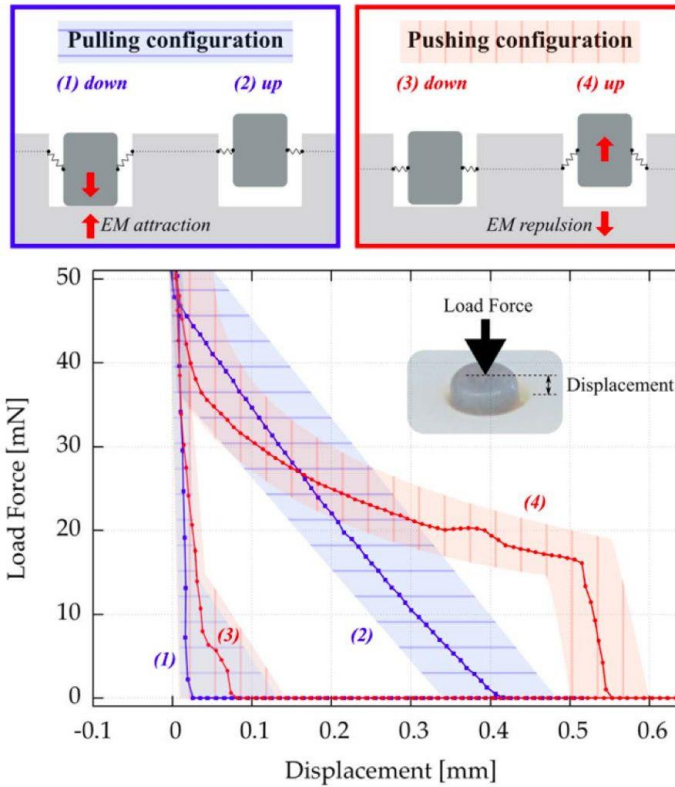 Pulling configuration
(1) down
(2) up
EM attraction
Pushing configuration
(3) down
(4) up
EM repulsion
50
40
30
20
10
0
Load Force [mN]
Load Force
Displacement
(1)
(2)
(3)
(4)
-0.1
0
0.1
0.2
0.3
0.4
0.5
0.6
Displacement [mm]